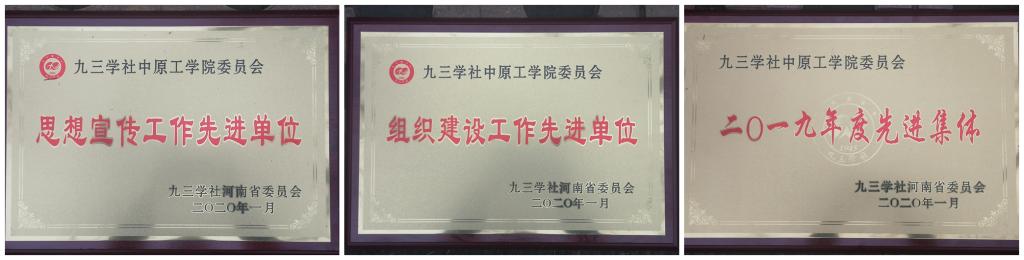 九三学社中原工学院委员会
思想宣传工作先进单位
九三学社河南省委员会
二〇二〇年一月
九三学社中原工学院委员会
组织建设工作先进单位
九三学社河南省委员会
二〇二〇年一月
九三学社中原工学院委员会
二〇一九年度先进集体
九三学社河南省委员会
二〇二〇年一月